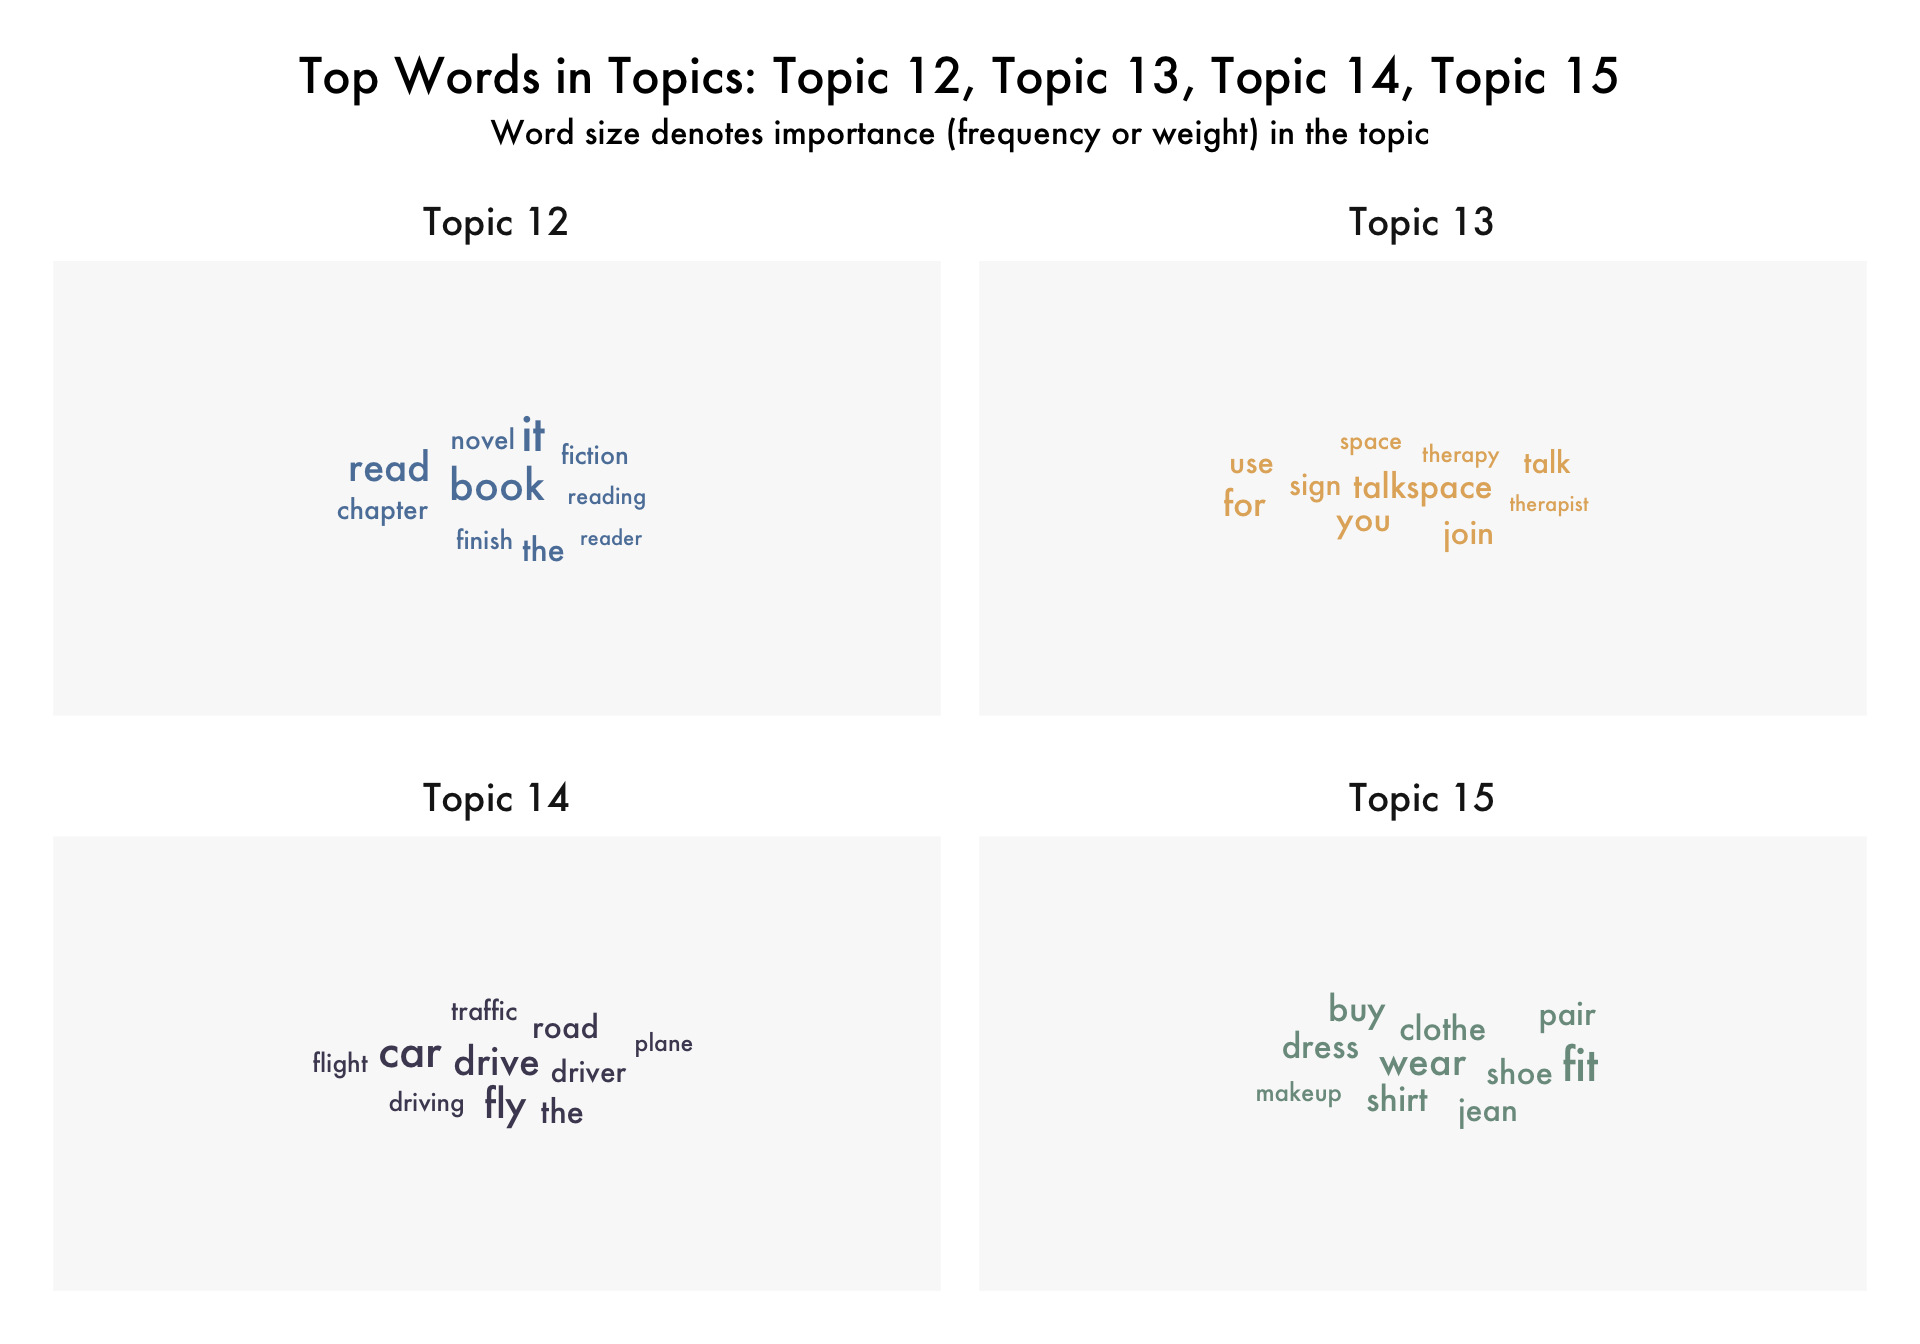 Top Words in Topics: Topic 12, Topic 13, Topic 14, Topic 15
Word size denotes importance (frequency or weight) in the topic
Topic 12
novel it fiction
read book reading
chapter
finish the reader
Topic 13
space therapy talk
use sign talkspace therapist
for you join
Topic 14
traffic road plane
flight car drive driver
driving fly the
Topic 15
buy clothe pair
dress wear shoe fit
makeup shirt jean